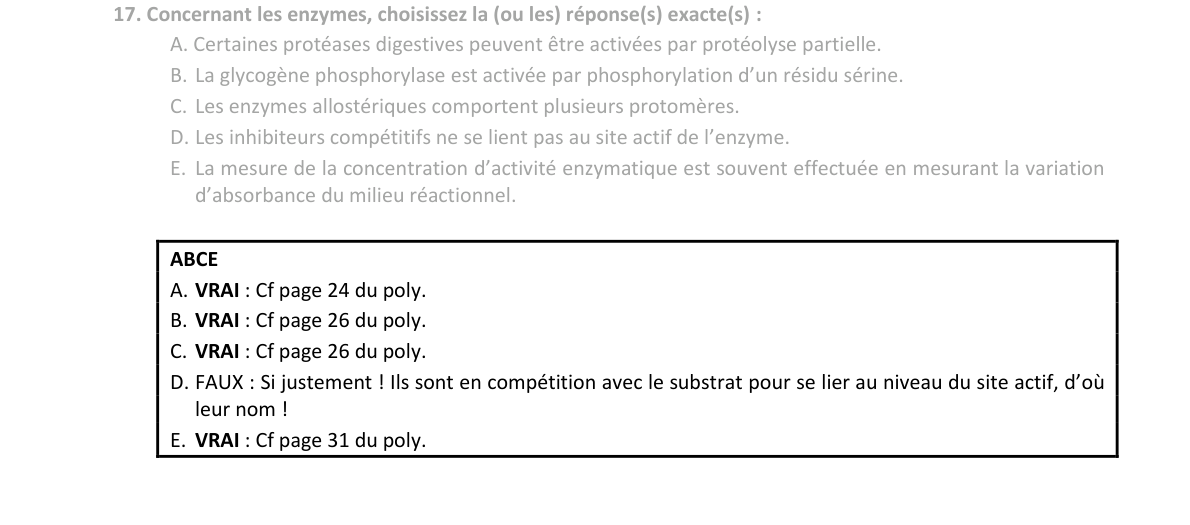 17. Concernant les enzymes, choisissez la (ou les) réponse(s) exacte(s) :
A. Certaines protéases digestives peuvent être activées par protéolyse partielle.
B. La glycogène phosphorylase est activée par phosphorylation d’un résidu sérine.
C. Les enzymes allostériques comportent plusieurs protomères.
D. Les inhibiteurs compétitifs ne se lient pas au site actif de l’enzyme.
E. La mesure de la concentration d’activité enzymatique est souvent effectuée en mesurant la variation
d’absorbance du milieu réactionnel.
ABCE
A. VRAI : Cf page 24 du poly.
B. VRAI : Cf page 26 du poly.
C. VRAI : Cf page 26 du poly.
D. FAUX : Si justement ! Ils sont en compétition avec le substrat pour se lier au niveau du site actif, d’où
leur nom !
E. VRAI : Cf page 31 du poly.